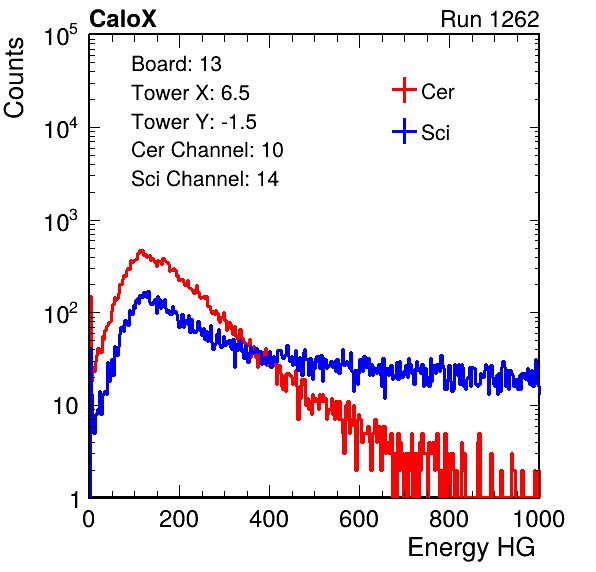 CaloX Run 1262
Counts
Board: 13
Tower X: 6.5
Tower Y: -1.5
Cer Channel: 10
Sci Channel: 14
Cer
Sci
10^5
10^4
10^3
10^2
10
1
0 200 400 600 800 1000
Energy HG